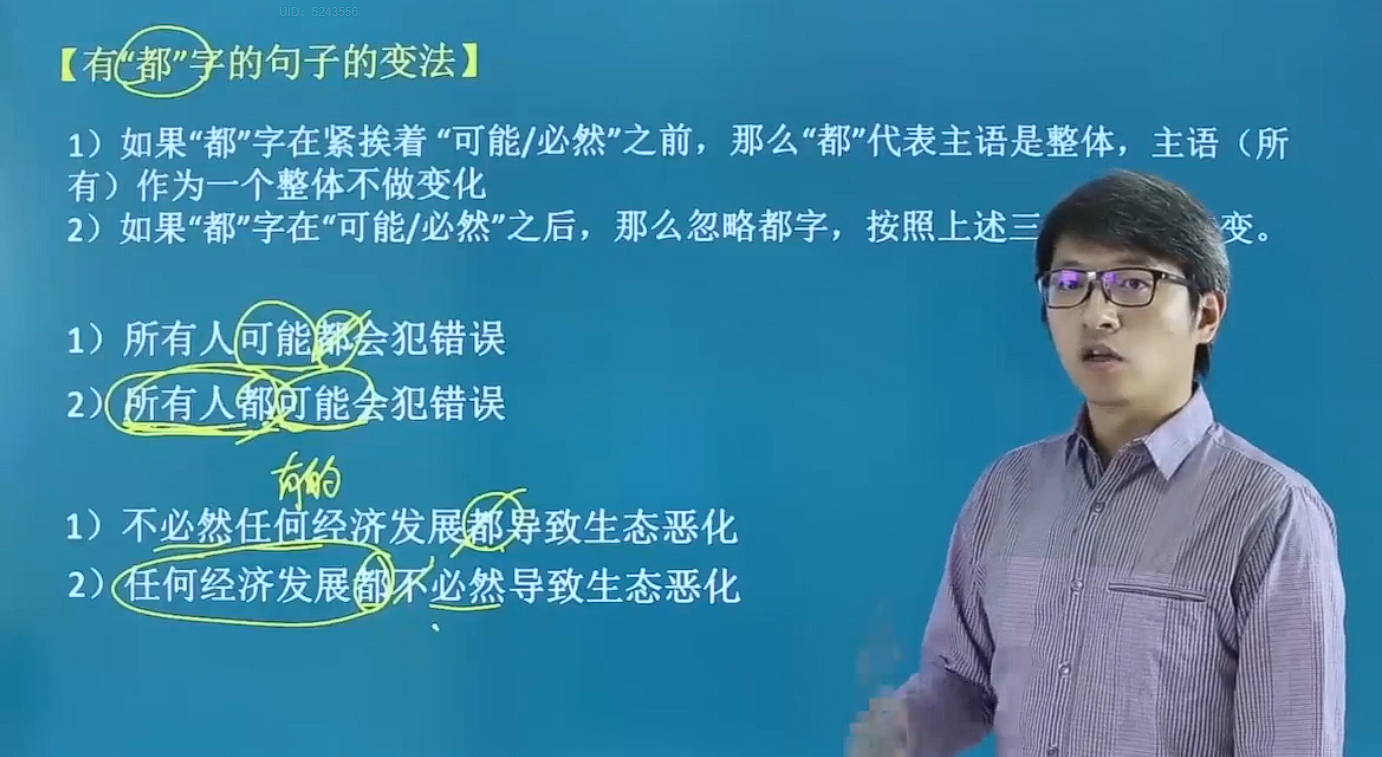 UID: 5243556
【有“都”字的句子的变法】
1）如果“都”字在紧挨着 “可能/必然”之前，那么“都”代表主语是整体，主语（所
有）作为一个整体不做变化
2）如果“都”字在“可能/必然”之后，那么忽略都字，按照上述三 变。
1）所有人可能都会犯错误
2）所有人都可能会犯错误
有的
1）不必然任何经济发展都导致生态恶化
2）任何经济发展都不必然导致生态恶化